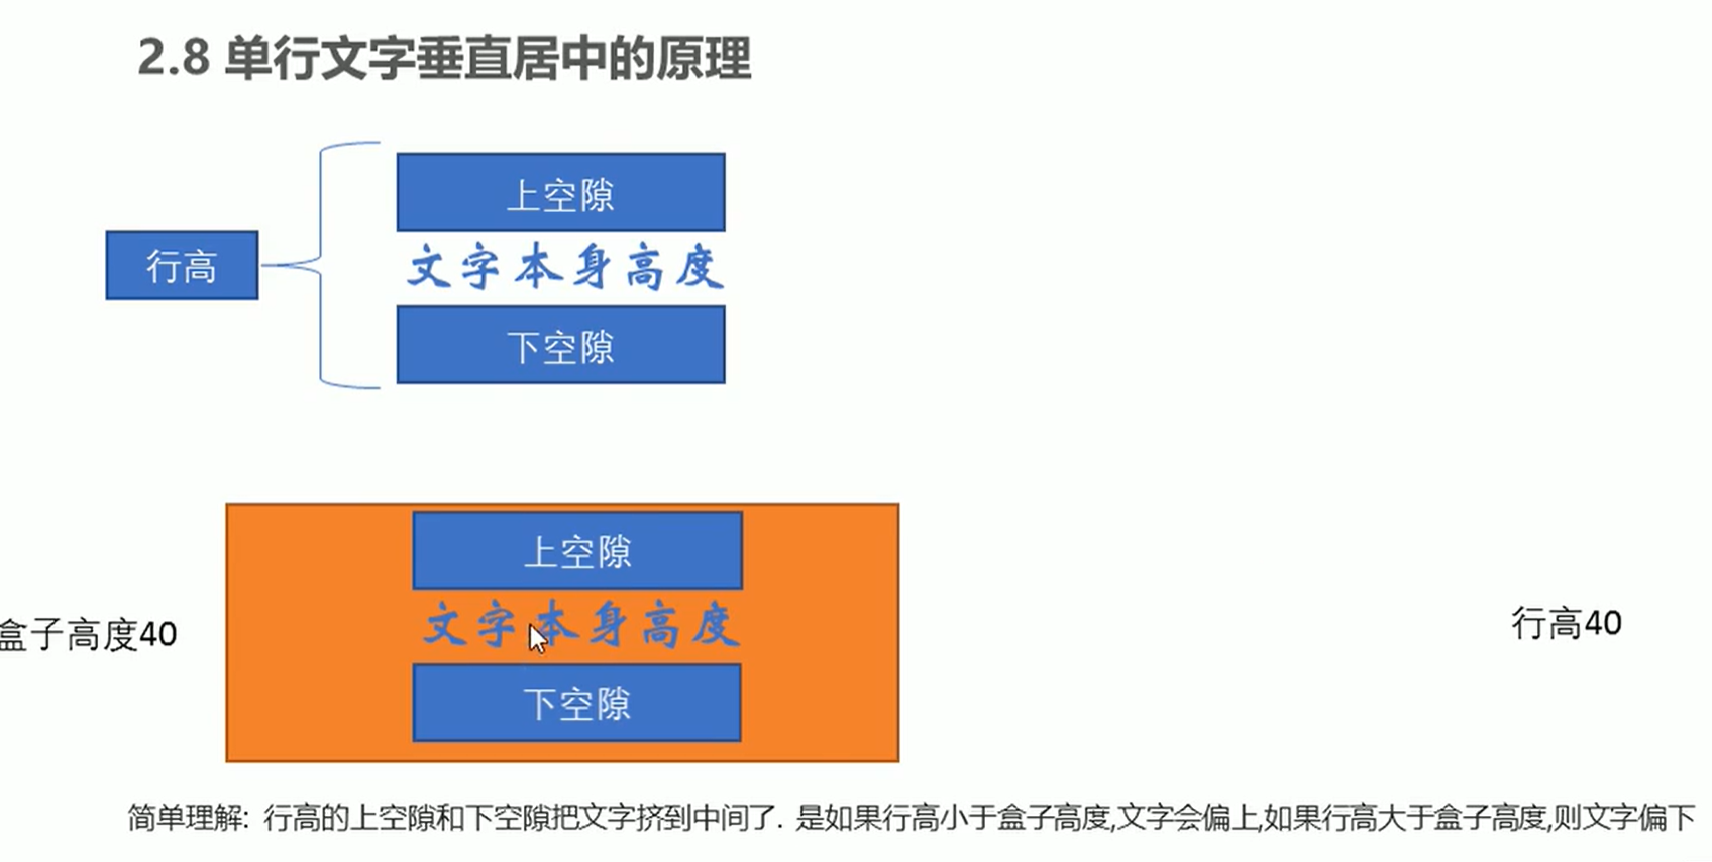 2.8 单行文字垂直居中的原理
上空隙
行高
文字本身高度
下空隙
上空隙
盒子高度40
文字本身高度
行高40
下空隙
简单理解: 行高的上空隙和下空隙把文字挤到中间了. 是如果行高小于盒子高度,文字会偏上,如果行高大于盒子高度,则文字偏下